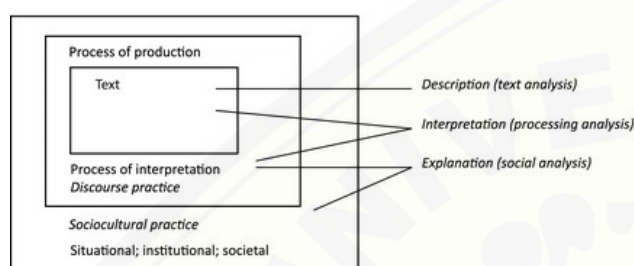 Process of production
Text
Description (text analysis)
Interpretation (processing analysis)
Explanation (social analysis)
Process of interpretation
Discourse practice
Sociocultural practice
Situational; institutional; societal